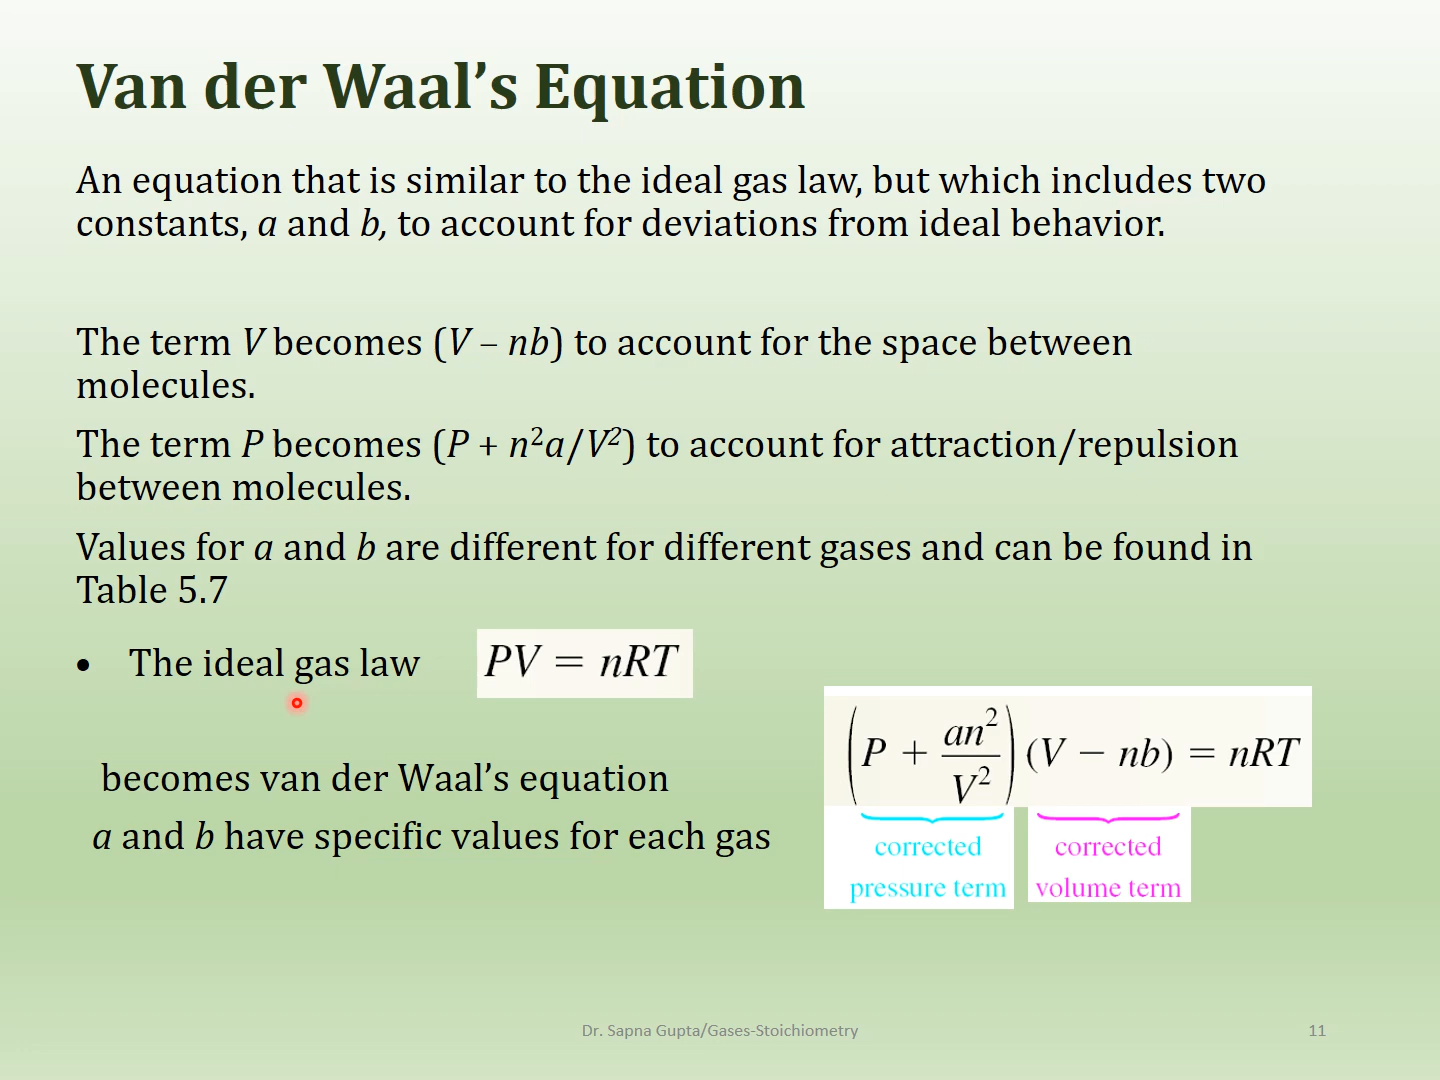 Van der Waal’s Equation
An equation that is similar to the ideal gas law, but which includes two
constants, a and b, to account for deviations from ideal behavior.
The term V becomes (V – nb) to account for the space between
molecules.
The term P becomes (P + n²a/V²) to account for attraction/repulsion
between molecules.
Values for a and b are different for different gases and can be found in
Table 5.7
• The ideal gas law PV = nRT
(P + an²/V²) (V − nb) = nRT
becomes van der Waal’s equation
a and b have specific values for each gas
corrected pressure term
corrected volume term
Dr. Sapna Gupta/Gases-Stoichiometry 11